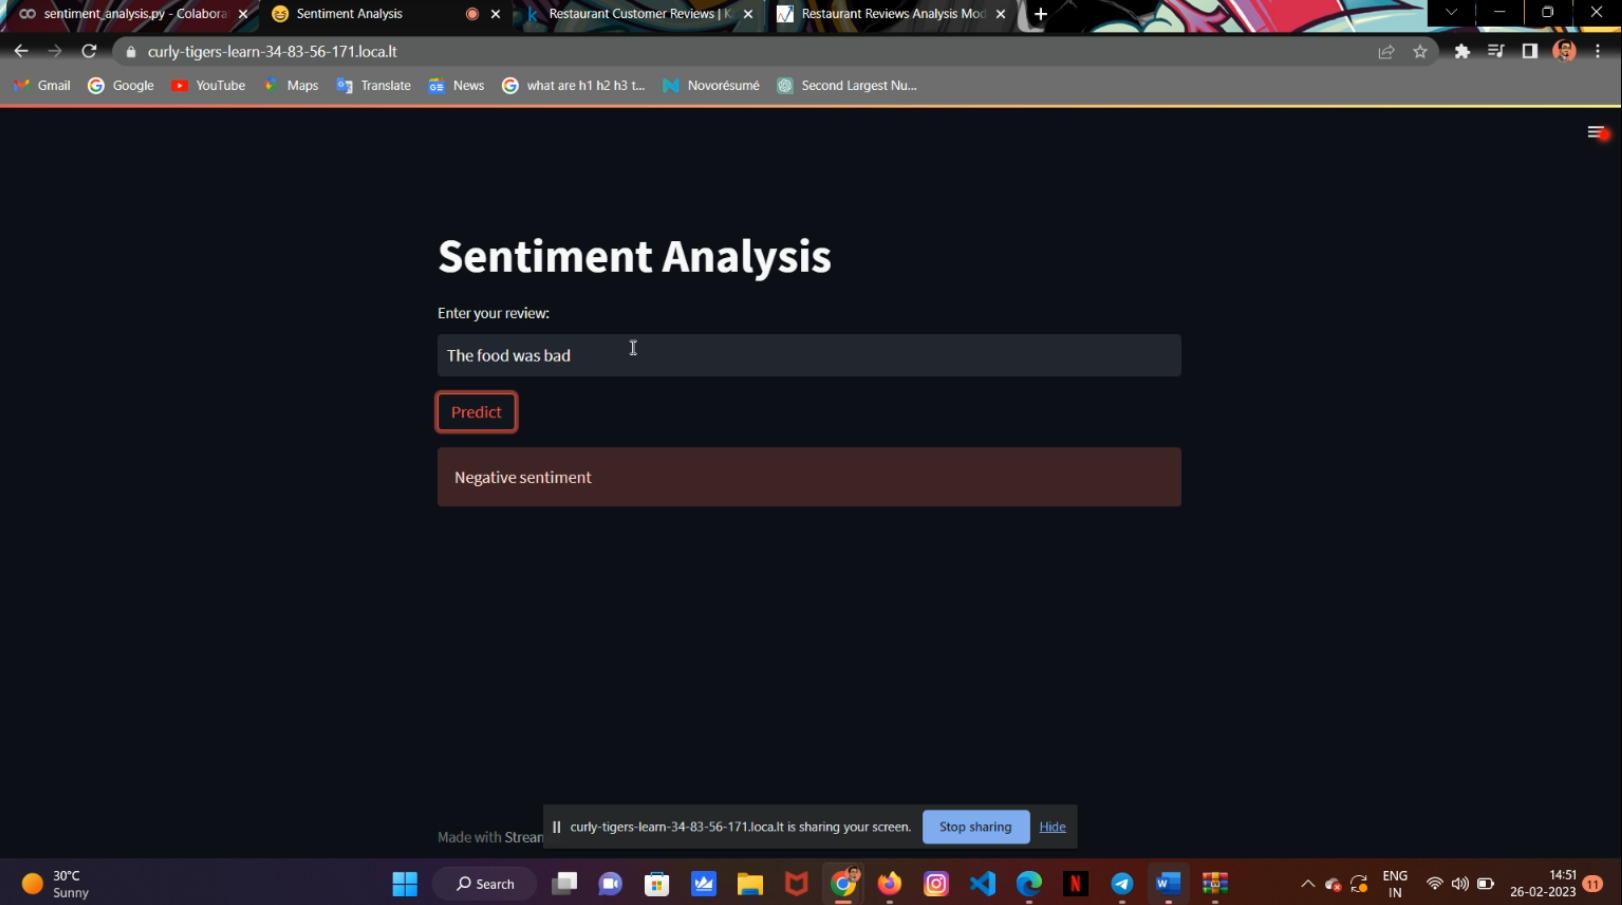 sentiment_analysis.py - Colabora
Sentiment Analysis
Restaurant Customer Reviews | K
Restaurant Reviews Analysis Mod
curly-tigers-learn-34-83-56-171.loca.lt
Gmail
Google
YouTube
Maps
Translate
News
what are h1 h2 h3 t...
Novorésumé
Second Largest Nu...
Sentiment Analysis
Enter your review:
The food was bad
Predict
Negative sentiment
Made with Stream
curly-tigers-learn-34-83-56-171.loca.lt is sharing your screen.
Stop sharing
Hide
30°C
Sunny
Search
ENG
IN
14:51
26-02-2023
11